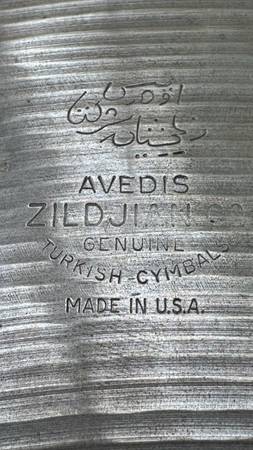 AVEDIS
ZILDJIAN CO
GENUINE
TURKISH CYMBALS
MADE IN U.S.A.